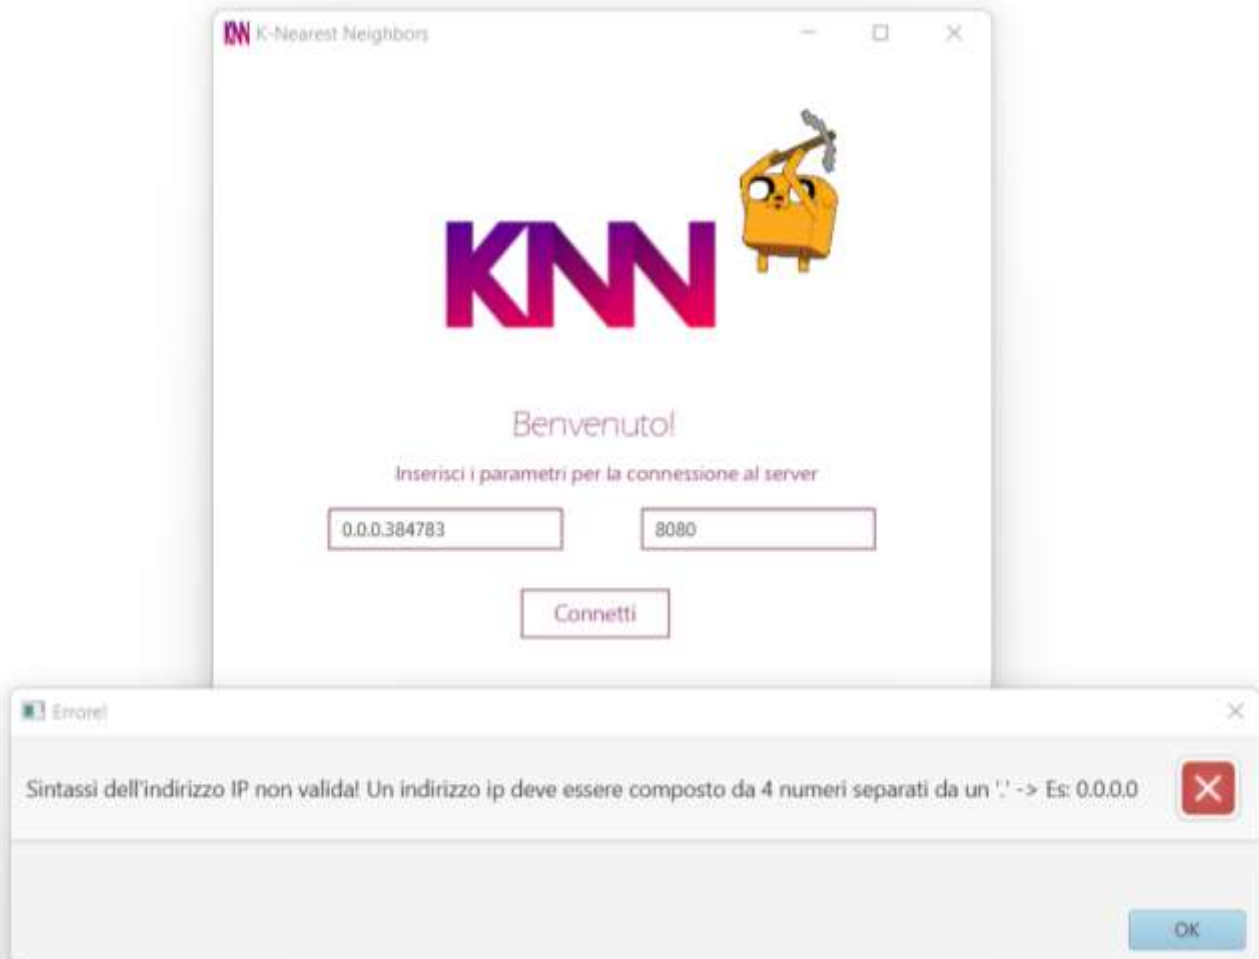 KNN K-Nearest Neighbors
KNN
Benvenuto!
Inserisci i parametri per la connessione al server
0.0.0.384783 8080
Connetti
Errore!
Sintassi dell'indirizzo IP non valida! Un indirizzo ip deve essere composto da 4 numeri separati da un '.' -> Es: 0.0.0.0
OK